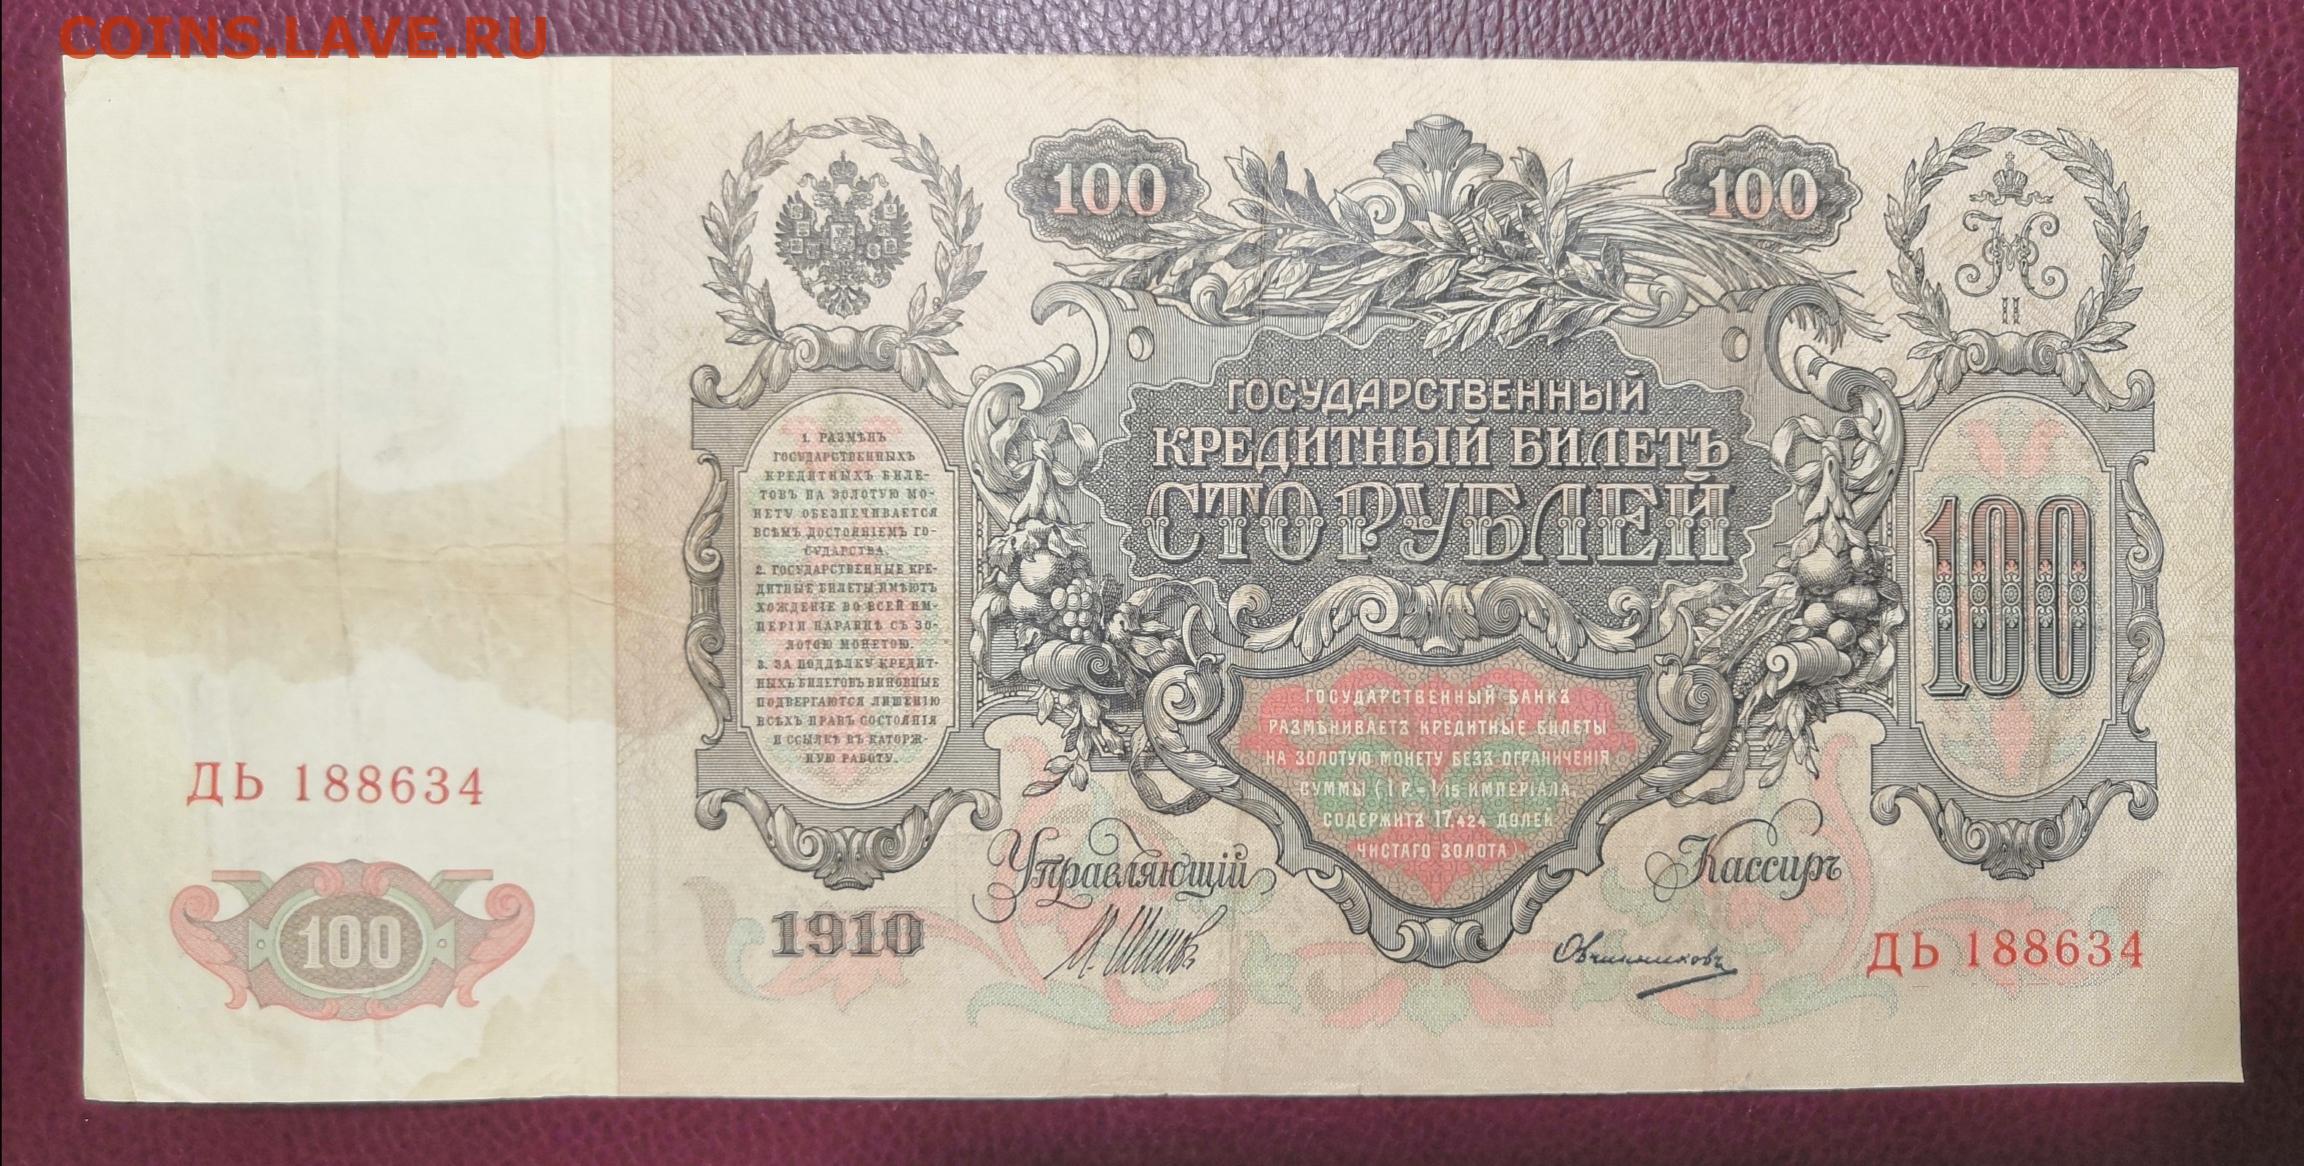 COINS.LAVE.RU
100
100
II
ГОСУДАРСТВЕННЫЙ
КРЕДИТНЫЙ БИЛЕТЪ
СТО РУБЛЕЙ
1. РАЗМѢНЪ
ГОСУДАРСТВЕННЫХЪ
КРЕДИТНЫХЪ БИЛЕ-
ТОВЪ НА ЗОЛОТУЮ МО-
НЕТУ ОБЕЗПЕЧИВАЕТСЯ
ВСѢМЪ ДОСТОЯНІЕМЪ ГО-
СУДАРСТВА.
2. ГОСУДАРСТВЕННЫЕ КРЕ-
ДИТНЫЕ БИЛЕТЫ ИМѢЮТЪ
ХОЖДЕНІЕ ВО ВСЕЙ ИМ-
ПЕРІИ НАРАВНѢ СЪ ЗО-
ЛОТОЮ МОНЕТОЮ.
3. ЗА ПОДДѢЛКУ КРЕДИТ-
НЫХЪ БИЛЕТОВЪ ВИНОВНЫЕ
ПОДВЕРГАЮТСЯ ЛИШЕНІЮ
ВСѢХЪ ПРАВЪ СОСТОЯНІЯ
И ССЫЛКѢ ВЪ КАТОРЖ-
НУЮ РАБОТУ.
100
ГОСУДАРСТВЕННЫЙ БАНКЪ
РАЗМѢНИВАЕТЪ КРЕДИТНЫЕ БИЛЕТЫ
НА ЗОЛОТУЮ МОНЕТУ БЕЗЪ ОГРАНИЧЕНІЯ
СУММЫ (1 Р.= 1/15 ИМПЕРІАЛА,
СОДЕРЖИТЪ 17,424 ДОЛЕЙ
ЧИСТАГО ЗОЛОТА)
ДЬ 188634
100
1910
Управляющій
И. Шиповъ
Кассиръ
Овчинниковъ
ДЬ 188634